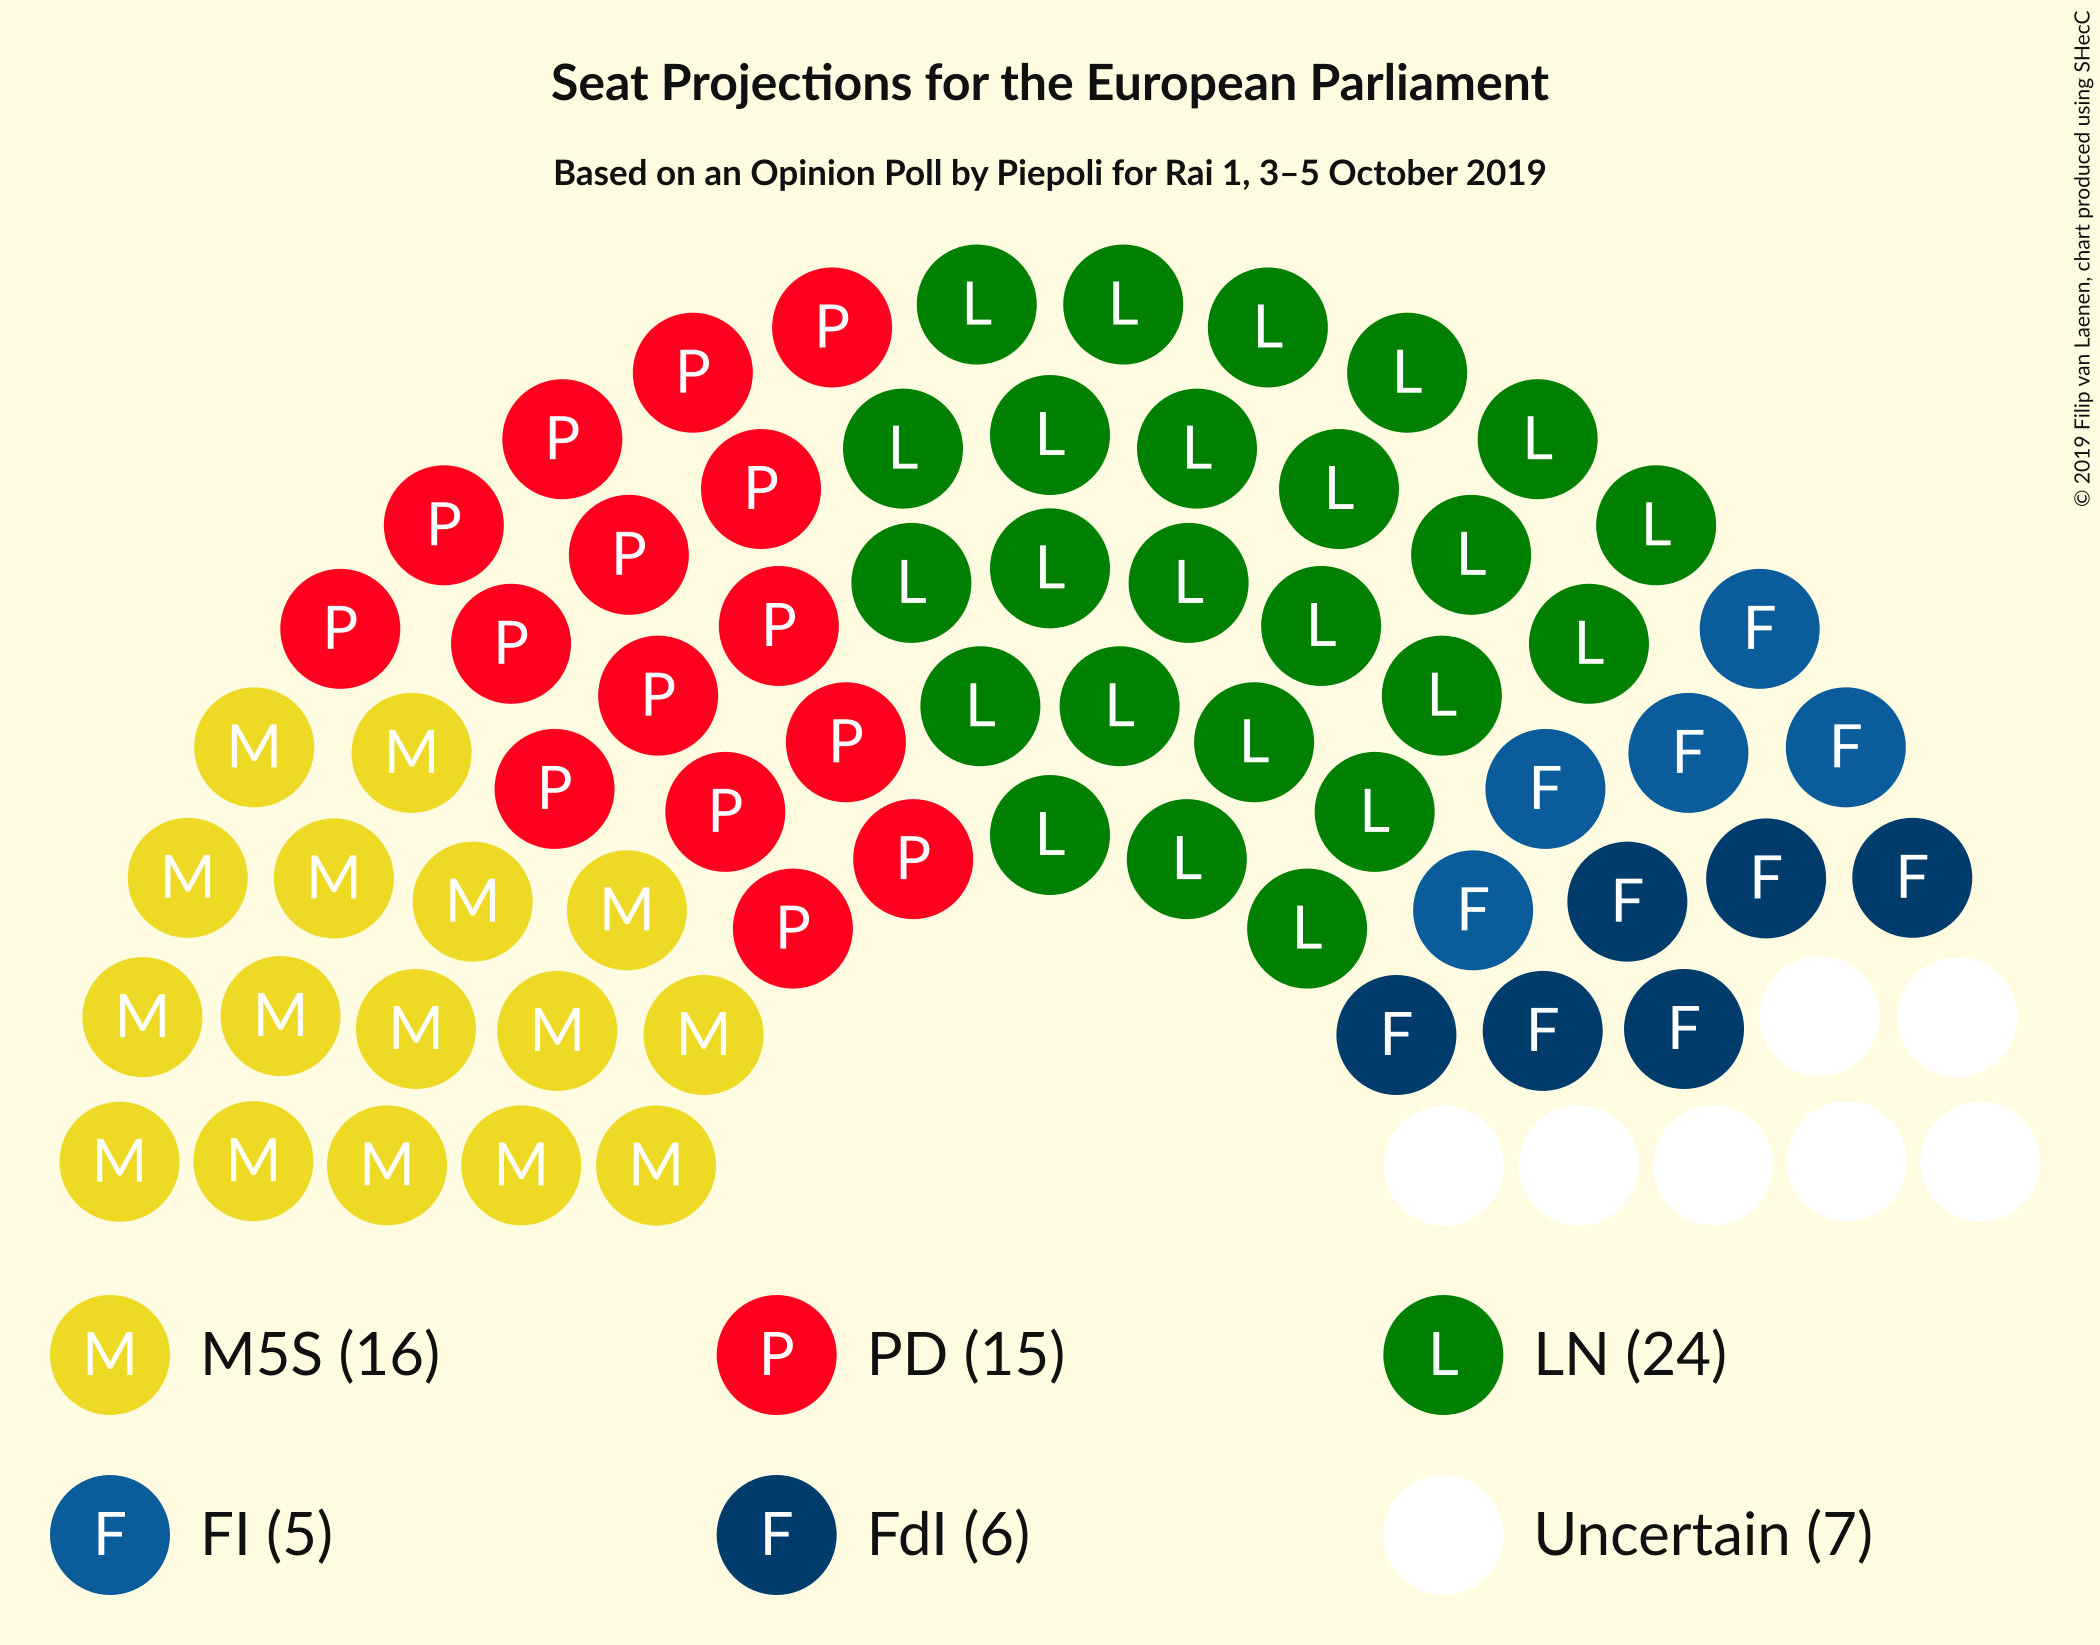 Seat Projections for the European Parliament
Based on an Opinion Poll by Piepoli for Rai 1, 3–5 October 2019
© 2019 Filip van Laenen, chart produced using SHecC
L L
P L
P L
P L
L
P L L
P L
P L
L
P L L
P L
P L
P F
P L
P L
L L
P L
M F
M F
P F
P L
L
P L
M F
M F
M F
M F
P L
M
M
M F
M F
M F
M M M M M
M M5S (16)
P PD (15)
L LN (24)
F FI (5)
F FdI (6)
Uncertain (7)